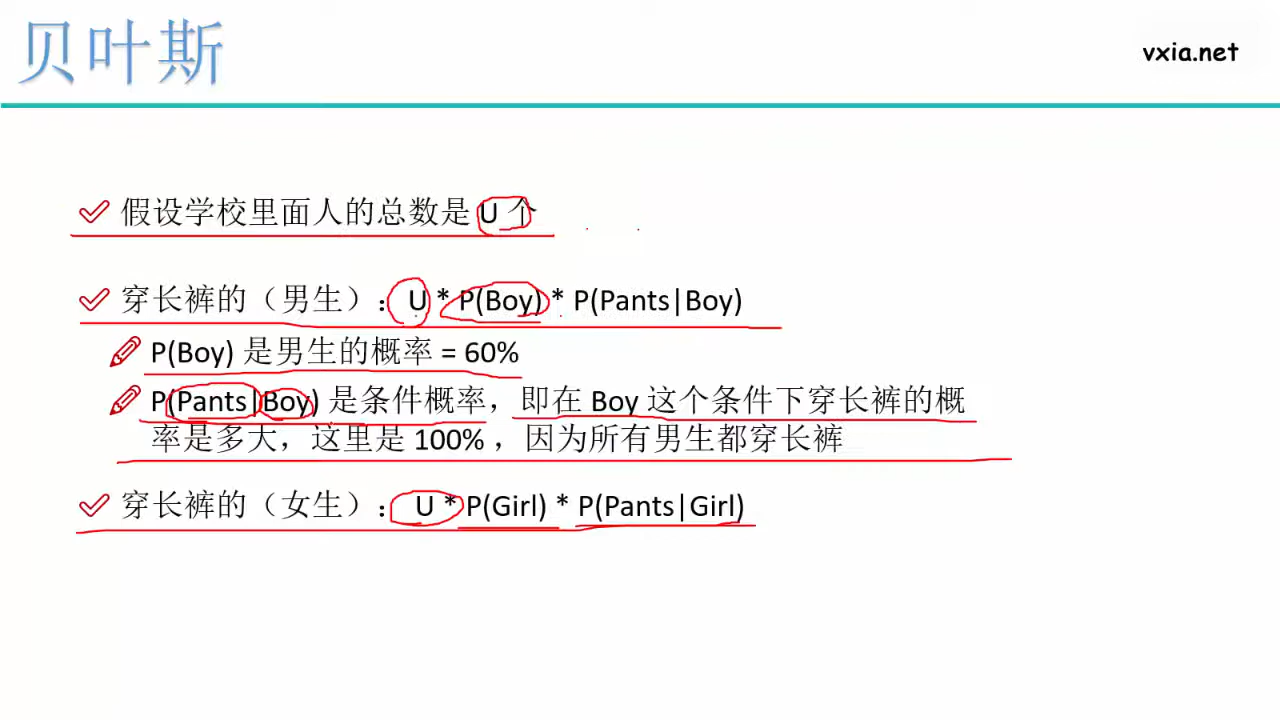 贝叶斯
vxia.net
假设学校里面人的总数是 U 个
穿长裤的（男生）： U * P(Boy) * P(Pants|Boy)
P(Boy) 是男生的概率 = 60%
P(Pants|Boy) 是条件概率，即在 Boy 这个条件下穿长裤的概
率是多大，这里是 100% ，因为所有男生都穿长裤
穿长裤的（女生）： U * P(Girl) * P(Pants|Girl)